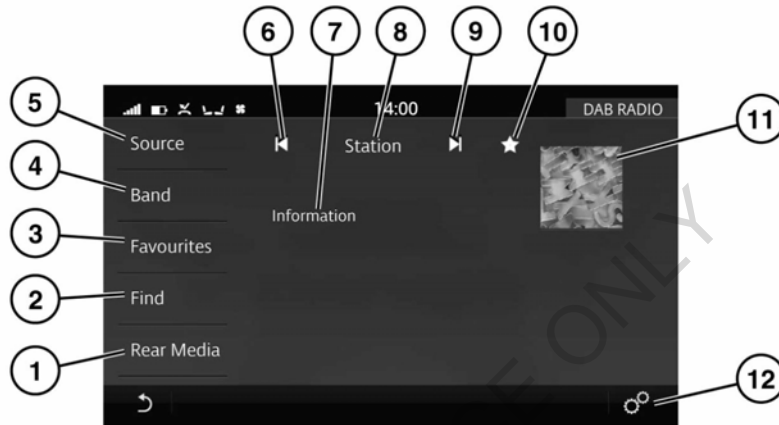 6 7 8 9 10
5
4
3
2
1
14:00 DAB RADIO
Source
Station
Band
Information
Favourites
Find
Rear Media
11
12
E ONLY